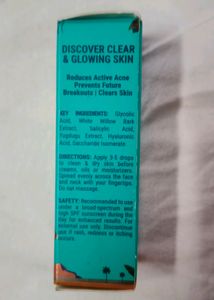 DISCOVER CLEAR
& GLOWING SKIN
Reduces Active Acne
Prevents Future
Breakouts | Clears Skin
KEY INGREDIENTS: Glycolic
Acid, White Willow Bark
Extract, Salicylic Acid,
Extract, Hyaluronic
Acid, Saccharide Isomerate
DIRECTIONS: Apply 3-5 drops
to clean & dry skin before
creams, oils or moisturizers.
Spread evenly across the face
and neck with your fingertips.
Do not massage.
SAFETY: Recommended to use
under a broad-spectrum and
high SPF sunscreen during the
day for enhanced results. For
external use only. Discontinue
use if rash, redness or itching